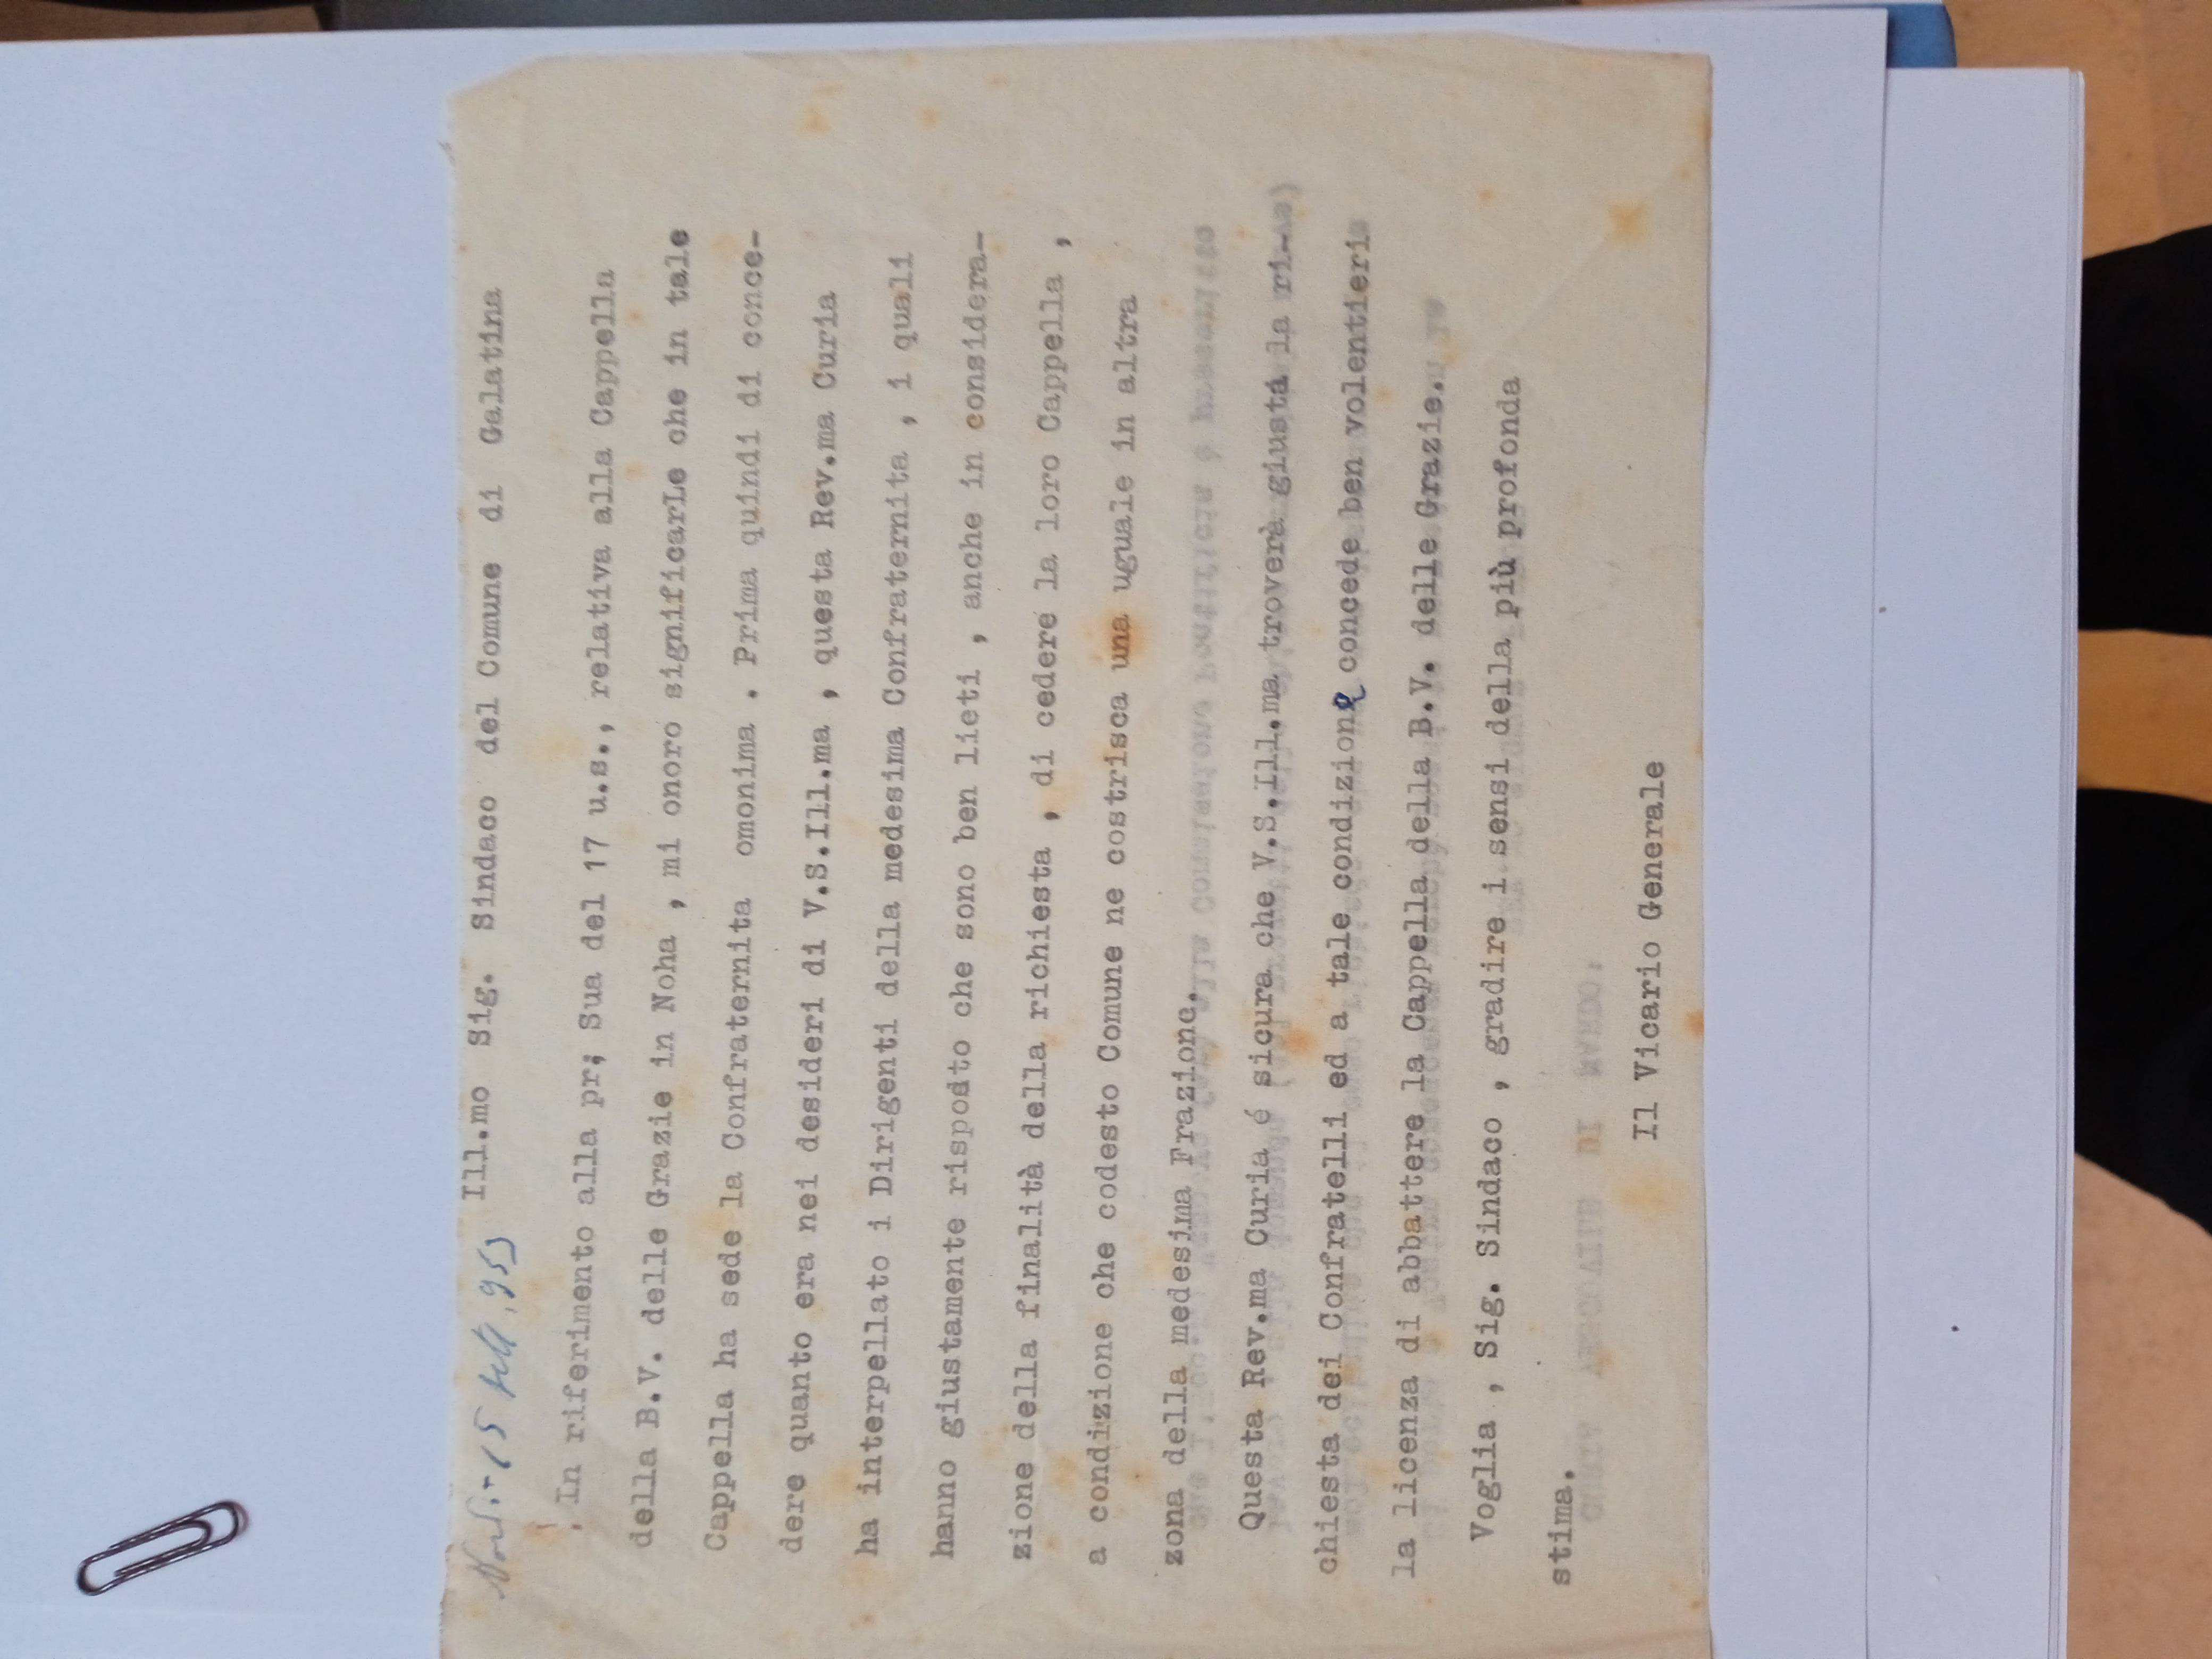 Nardò 15 sett. 953
Ill.mo Sig. Sindaco del Comune di Galatina
In riferimento alla pr; Sua del 17 u.s., relativa alla Cappella
della B.V. delle Grazie in Noha , mi onoro significarLe che in tale
Cappella ha sede la Confraternita omonima . Prima quindi di conce-
dere quanto era nei desideri di V.S.Ill.ma , questa Rev.ma Curia
ha interpellato i Dirigenti della medesima Confraternita , i quali
hanno giustamente risposto che sono ben lieti , anche in considera-
zione della finalità della richiesta , di cedere la loro Cappella ,
a condizione che codesto Comune ne costrisca una uguale in altra
zona della medesima Frazione.
Questa Rev.ma Curia é sicura che V.S.Ill.ma troverà giusta la ri-
chiesta dei Confratelli ed a tale condizione concede ben volentieri
la licenza di abbattere la Cappella della B.V. delle Grazie.
Voglia , Sig. Sindaco , gradire i sensi della più profonda
stima.
Il Vicario Generale